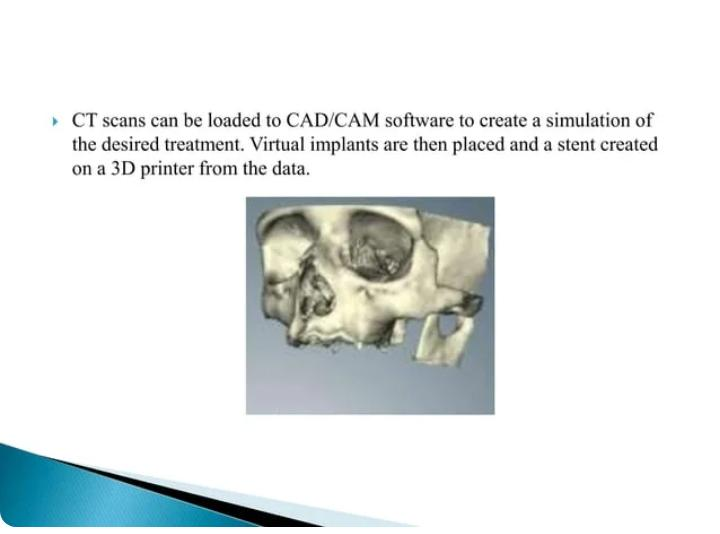 CT scans can be loaded to CAD/CAM software to create a simulation of
the desired treatment. Virtual implants are then placed and a stent created
on a 3D printer from the data.